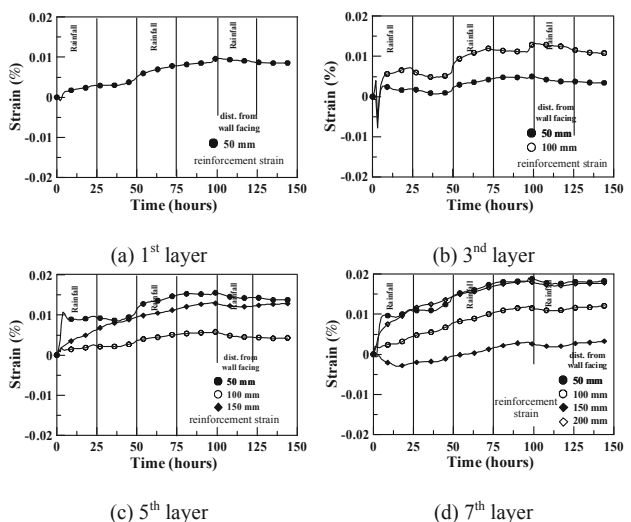 0.02
0.01
0
-0.01
-0.02
Strain (%)
Rainfall
Rainfall
Rainfall
dist. from
wall facing
50 mm
reinforcement strain
0 25 50 75 100 125 150
Time (hours)
(a) 1st layer
0.02
0.01
0
-0.01
-0.02
Strain (%)
Rainfall
Rainfall
Rainfall
dist. from
wall facing
50 mm
100 mm
reinforcement strain
0 25 50 75 100 125 150
Time (hours)
(b) 3nd layer
0.02
0.01
0
0.01
0.02
Strain (%)
Rainfall
Rainfall
Rainfall
dist. from
wall facing
50 mm
100 mm
150 mm
reinforcement strain
0 25 50 75 100 125 150
Time (hours)
(c) 5th layer
0.02
0.01
0
0.01
0.02
Strain (%)
Rainfall
Rainfall
Rainfall
dist. from
wall facing
50 mm
100 mm
150 mm
200 mm
reinforcement
strain
0 25 50 75 100 125 150
Time (hours)
(d) 7th layer